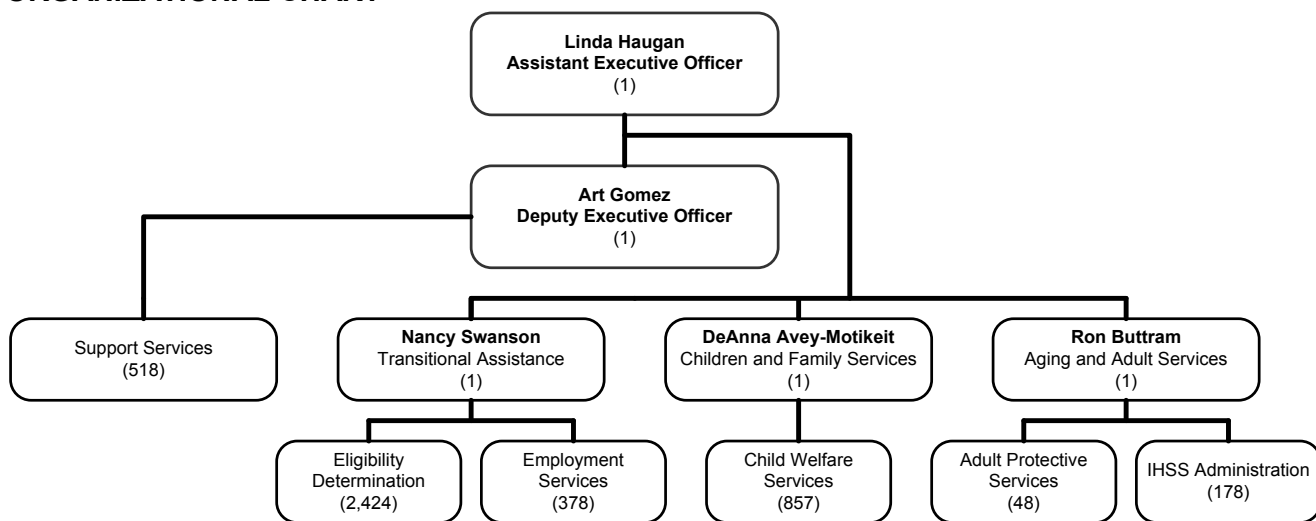 Linda Haugan
Assistant Executive Officer
(1)
Art Gomez
Deputy Executive Officer
(1)
Support Services
(518)
Nancy Swanson
Transitional Assistance
(1)
DeAnna Avey-Motikeit
Children and Family Services
(1)
Ron Buttram
Aging and Adult Services
(1)
Eligibility
Determination
(2,424)
Employment
Services
(378)
Child Welfare
Services
(857)
Adult Protective
Services
(48)
IHSS Administration
(178)